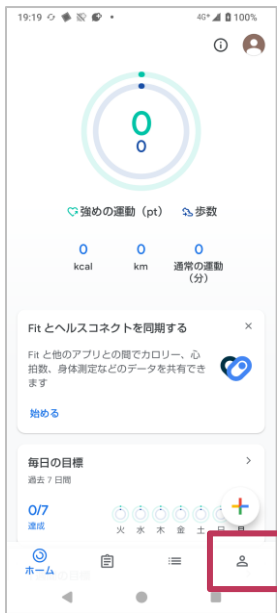 19:19 4G+ 100%
0
0
強めの運動（pt） 歩数
0 0 0
kcal km 通常の運動
（分）
Fit とヘルスコネクトを同期する
Fit と他のアプリとの間でカロリー、心
拍数、身体測定などのデータを共有でき
ます
始める
毎日の目標
過去 7 日間
0/7
達成
火 水 木 金 土 日 月
ホーム